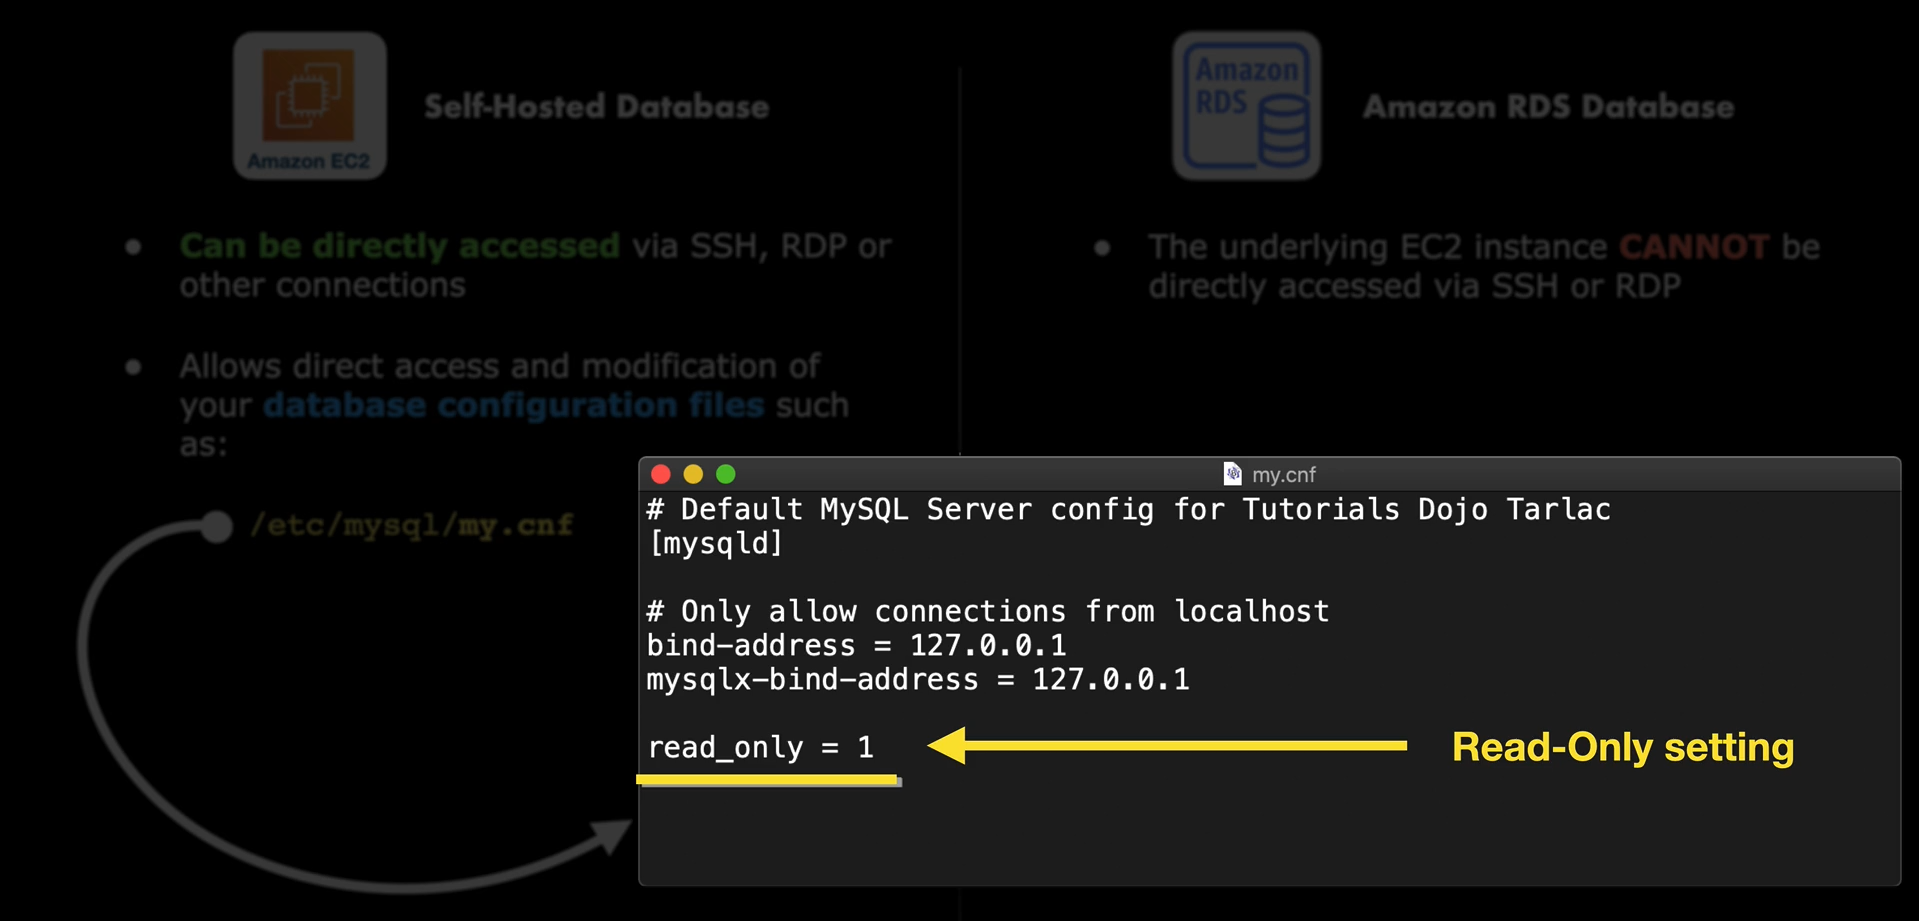 Amazon EC2
Self-Hosted Database
Can be directly accessed via SSH, RDP or
other connections
Allows direct access and modification of
your database configuration files such
as:
/etc/mysql/my.cnf
Amazon
RDS
Amazon RDS Database
The underlying EC2 instance CANNOT be
directly accessed via SSH or RDP
my.cnf
# Default MySQL Server config for Tutorials Dojo Tarlac
[mysqld]
# Only allow connections from localhost
bind-address = 127.0.0.1
mysqlx-bind-address = 127.0.0.1
read_only = 1
Read-Only setting